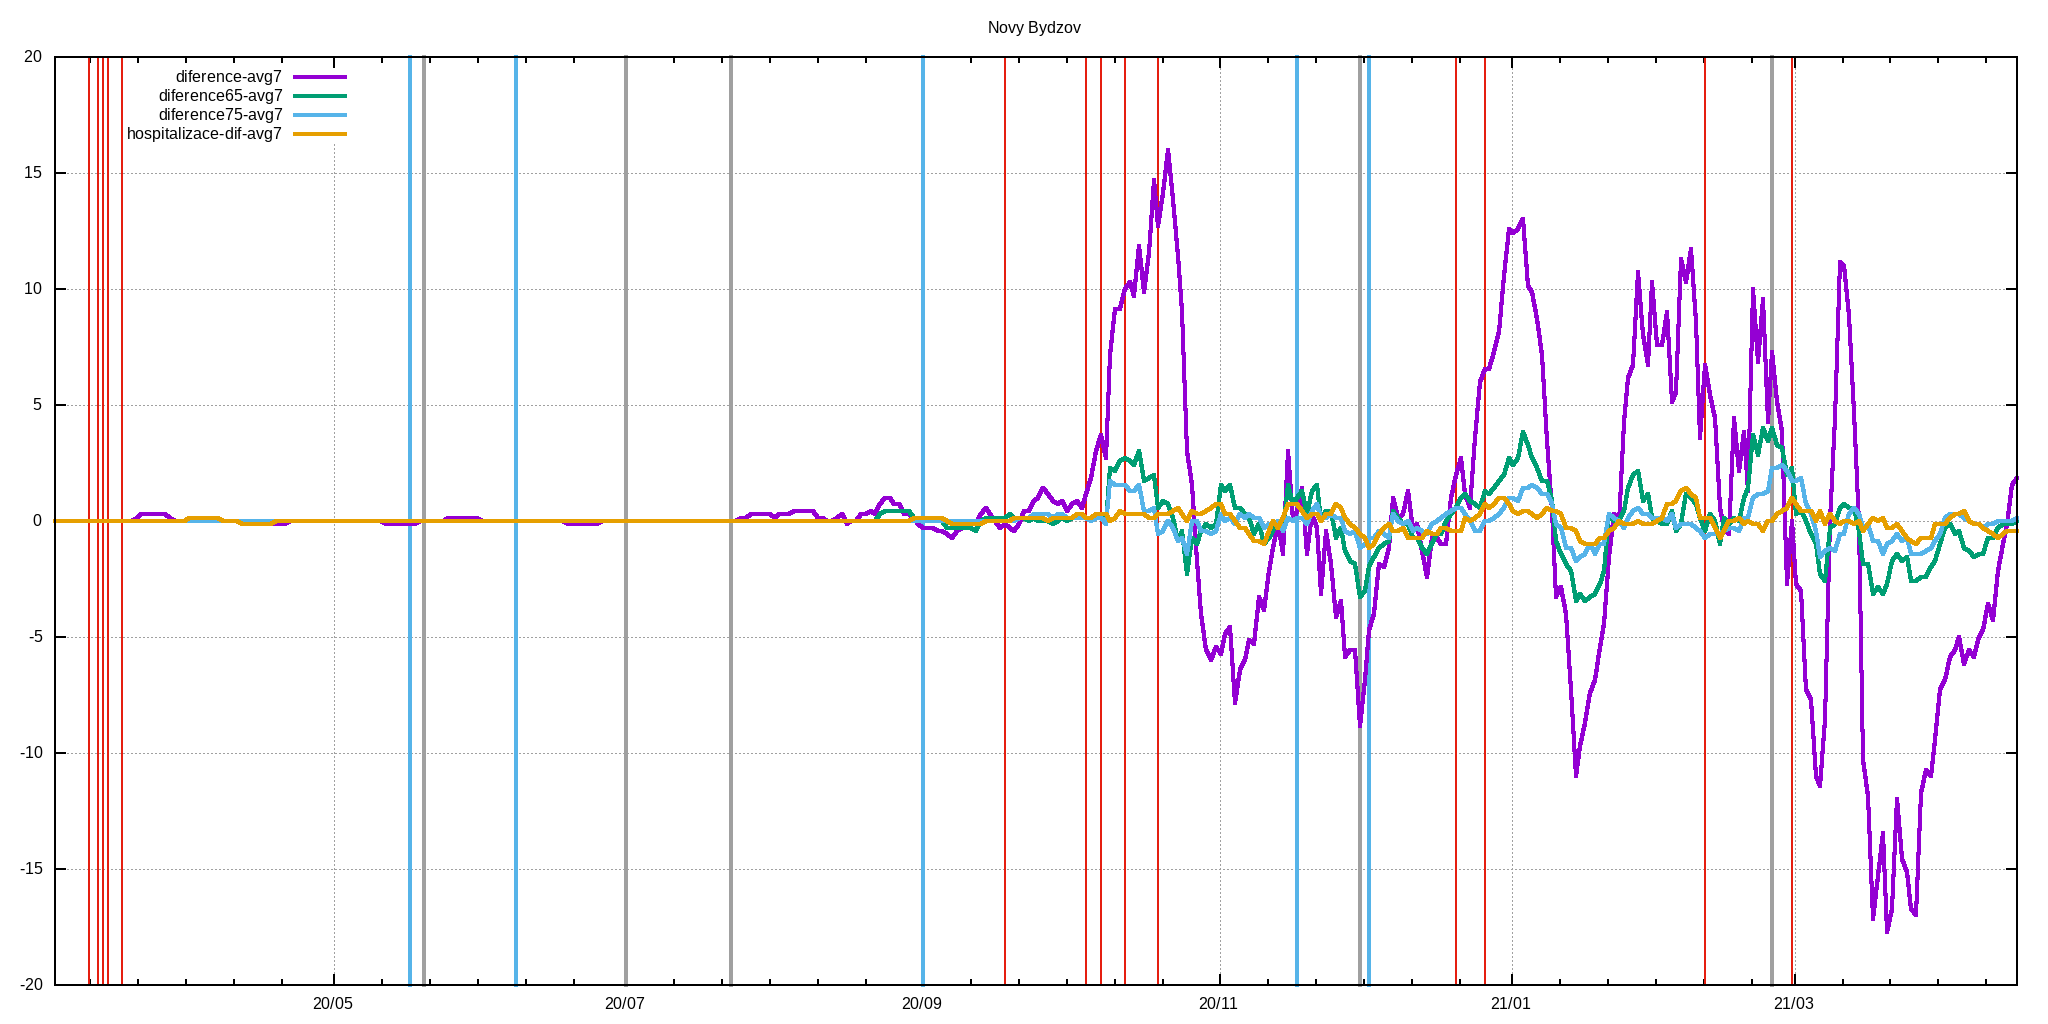 Novy Bydzov
20
15
10
5
0
-5
-10
-15
-20
diference-avg7
diference65-avg7
diference75-avg7
hospitalizace-dif-avg7
20/05 20/07 20/09 20/11 21/01 21/03